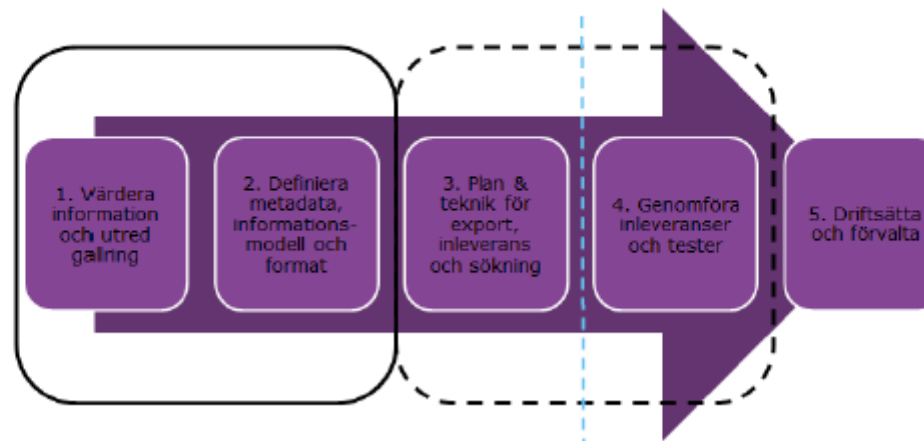 1. Värdera
information
och utred
gallring
2. Definiera
metadata,
informations-
modell och
format
3. Plan &
teknik för
export,
inleverans
och sökning
4. Genomföra
inleveranser
och tester
5. Driftsätta
och förvalta